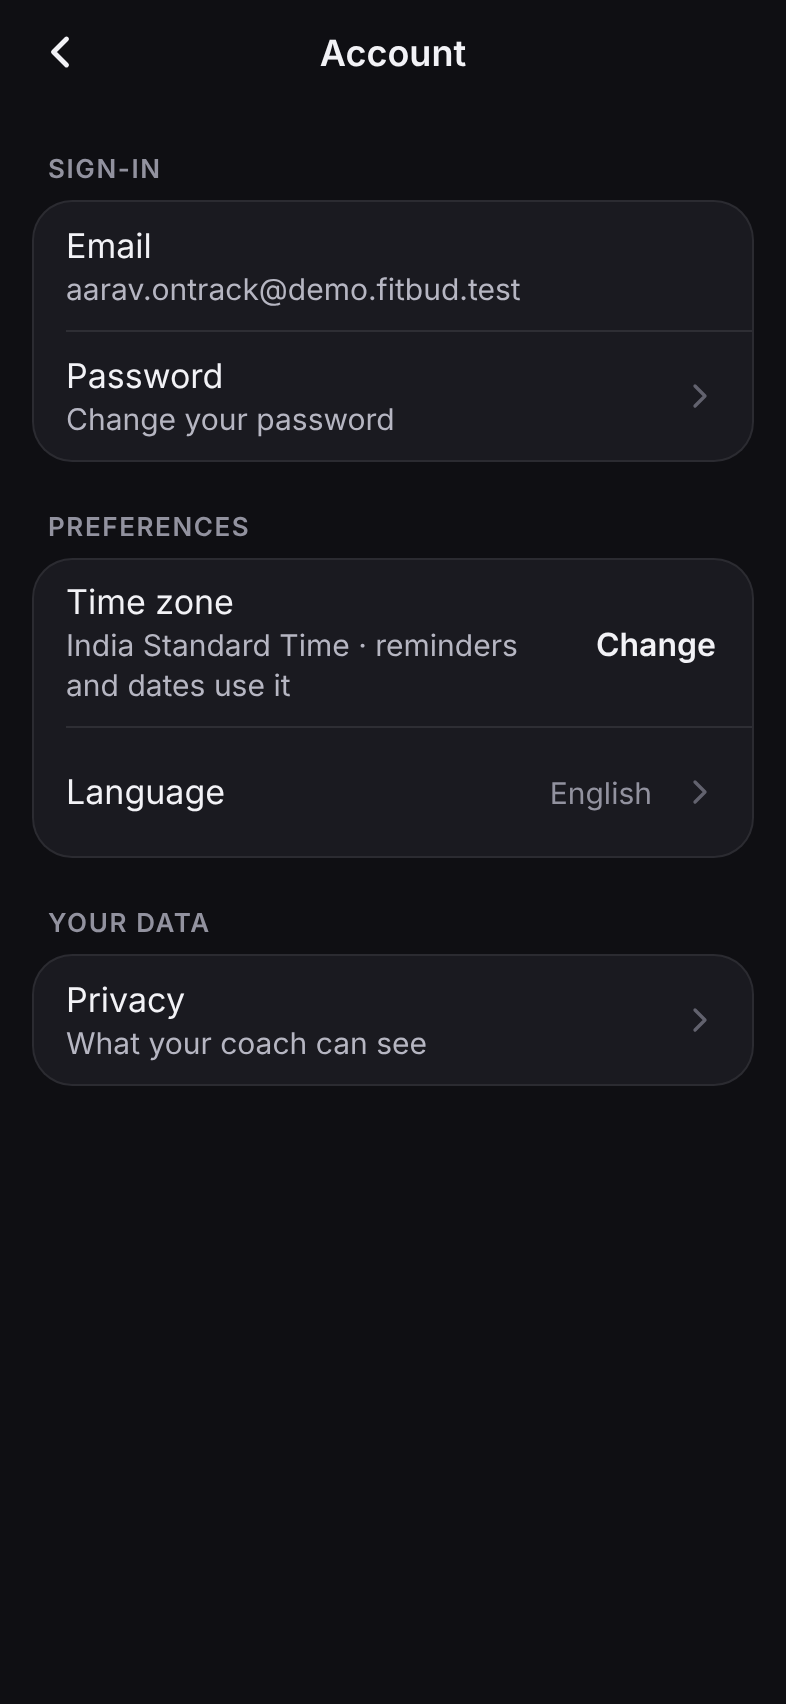 Account
SIGN-IN
Email
aarav.ontrack@demo.fitbud.test
Password
Change your password
PREFERENCES
Time zone
India Standard Time · reminders
and dates use it
Change
Language
English
YOUR DATA
Privacy
What your coach can see